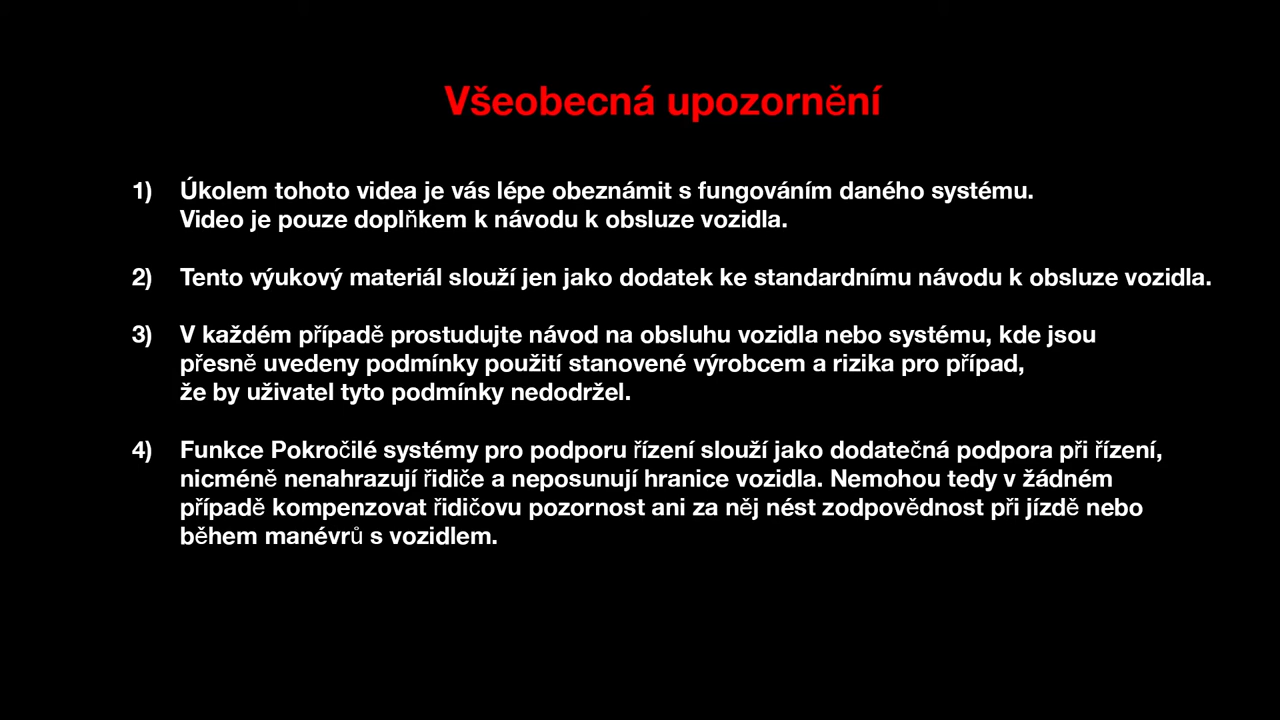 Všeobecná upozornění
1) Úkolem tohoto videa je vás lépe obeznámit s fungováním daného systému.
Video je pouze doplňkem k návodu k obsluze vozidla.
2) Tento výukový materiál slouží jen jako dodatek ke standardnímu návodu k obsluze vozidla.
3) V každém případě prostudujte návod na obsluhu vozidla nebo systému, kde jsou
přesně uvedeny podmínky použití stanovené výrobcem a rizika pro případ,
že by uživatel tyto podmínky nedodržel.
4) Funkce Pokročilé systémy pro podporu řízení slouží jako dodatečná podpora při řízení,
nicméně nenahrazují řidiče a neposunují hranice vozidla. Nemohou tedy v žádném
případě kompenzovat řidičovu pozornost ani za něj nést zodpovědnost při jízdě nebo
během manévrů s vozidlem.